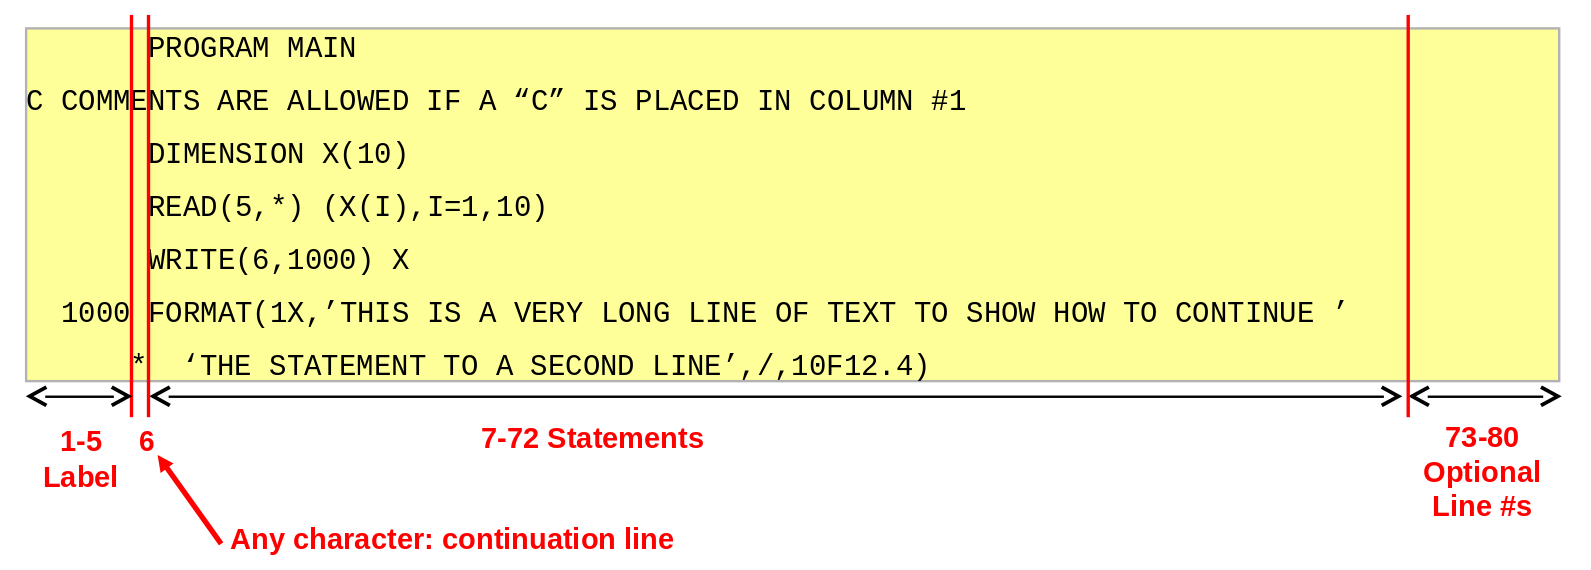 PROGRAM MAIN
C COMMENTS ARE ALLOWED IF A “C” IS PLACED IN COLUMN #1
DIMENSION X(10)
READ(5,*) (X(I),I=1,10)
WRITE(6,1000) X
1000 FORMAT(1X,’THIS IS A VERY LONG LINE OF TEXT TO SHOW HOW TO CONTINUE ’
* ‘THE STATEMENT TO A SECOND LINE’,/,10F12.4)
1-5
Label
6
7-72 Statements
73-80
Optional
Line #s
Any character: continuation line